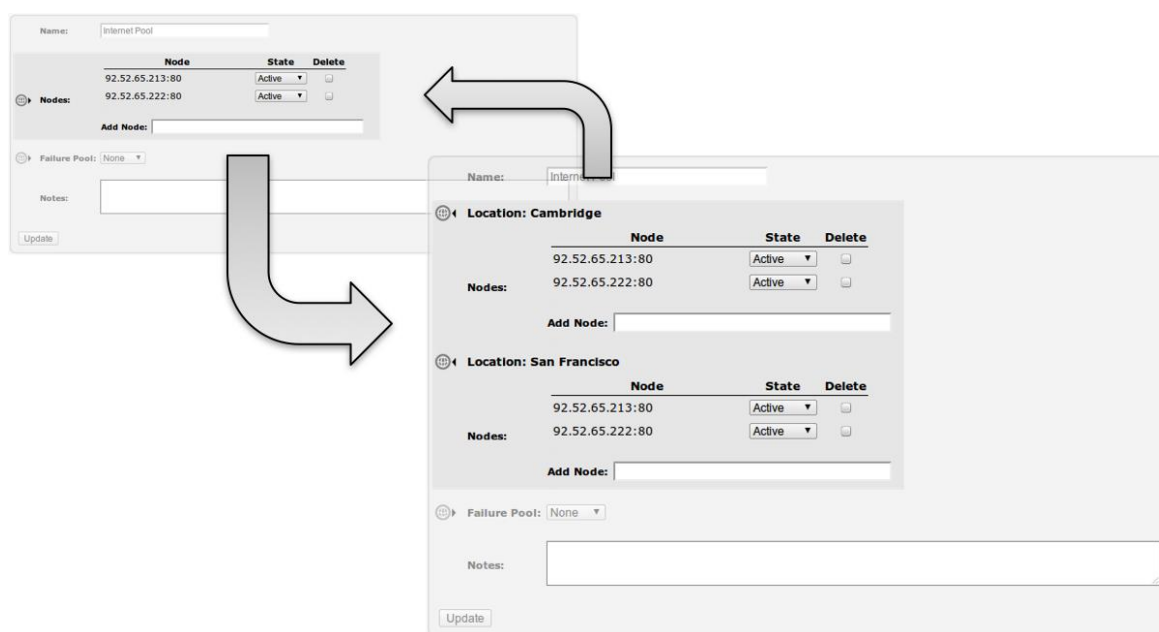 Name: Internet Pool
Node State Delete
92.52.65.213:80 Active
Nodes: 92.52.65.222:80 Active
Add Node:
Failure Pool: None
Notes:
Update
Name: Internet Pool
Location: Cambridge
Node State Delete
92.52.65.213:80 Active
Nodes: 92.52.65.222:80 Active
Add Node:
Location: San Francisco
Node State Delete
92.52.65.213:80 Active
Nodes: 92.52.65.222:80 Active
Add Node:
Failure Pool: None
Notes:
Update